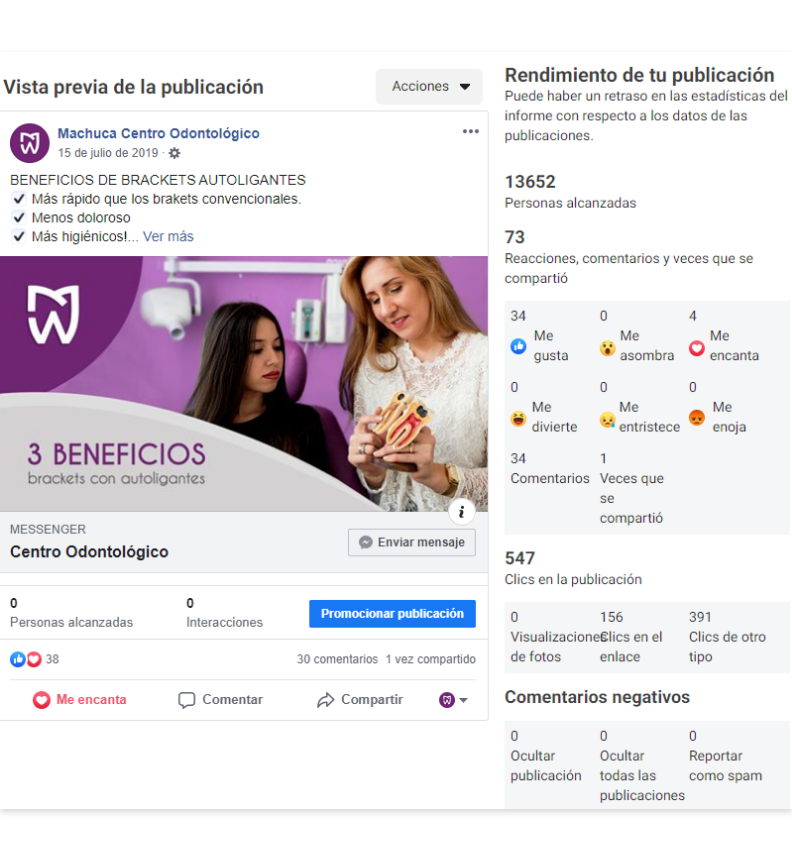 Vista previa de la publicación
Acciones
Machuca Centro Odontológico
15 de julio de 2019 ·
BENEFICIOS DE BRACKETS AUTOLIGANTES
✔ Más rápido que los brakets convencionales.
✔ Menos doloroso
✔ Más higiénicos!... Ver más
3 BENEFICIOS
brackets con autoligantes
i
MESSENGER
Centro Odontológico
Enviar mensaje
0
Personas alcanzadas
0
Interacciones
Promocionar publicación
38
30 comentarios 1 vez compartido
Me encanta
Comentar
Compartir
Rendimiento de tu publicación
Puede haber un retraso en las estadísticas del
informe con respecto a los datos de las
publicaciones.
13652
Personas alcanzadas
73
Reacciones, comentarios y veces que se
compartió
34
Me
gusta
0
Me
asombra
4
Me
encanta
0
Me
divierte
0
Me
entristece
0
Me
enoja
34
Comentarios
1
Veces que
se
compartió
547
Clics en la publicación
0
Visualizaciones
de fotos
156
Clics en el
enlace
391
Clics de otro
tipo
Comentarios negativos
0
Ocultar
publicación
0
Ocultar
todas las
publicaciones
0
Reportar
como spam